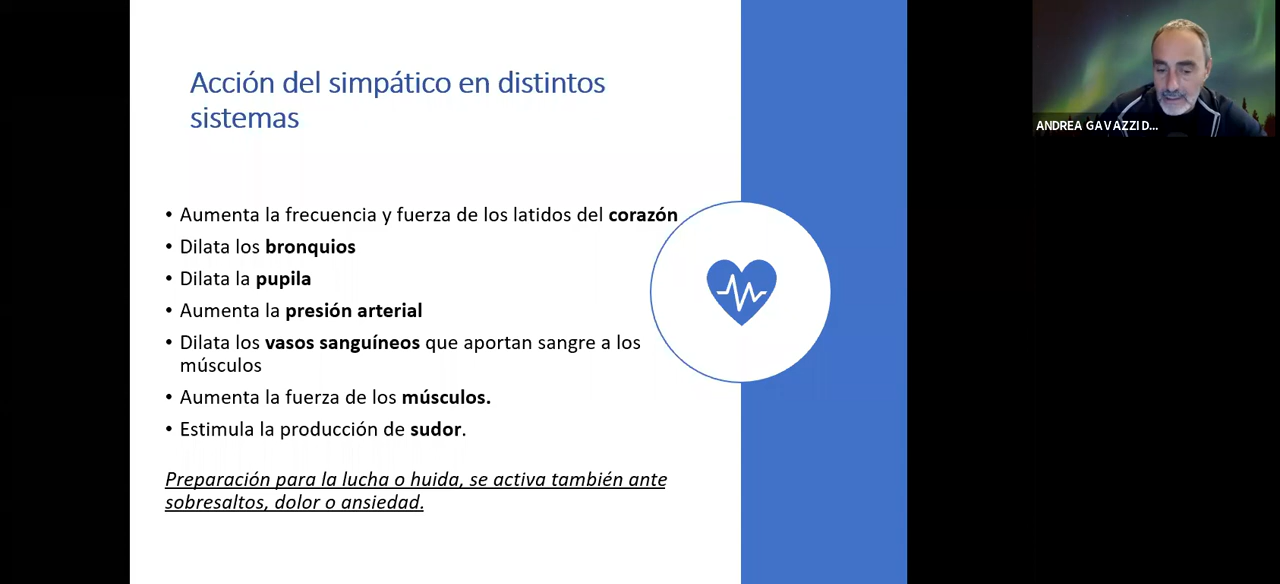 Acción del simpático en distintos
sistemas
• Aumenta la frecuencia y fuerza de los latidos del corazón
• Dilata los bronquios
• Dilata la pupila
• Aumenta la presión arterial
• Dilata los vasos sanguíneos que aportan sangre a los
músculos
• Aumenta la fuerza de los músculos.
• Estimula la producción de sudor.
Preparación para la lucha o huida, se activa también ante
sobresaltos, dolor o ansiedad.
ANDREA GAVAZZI D...